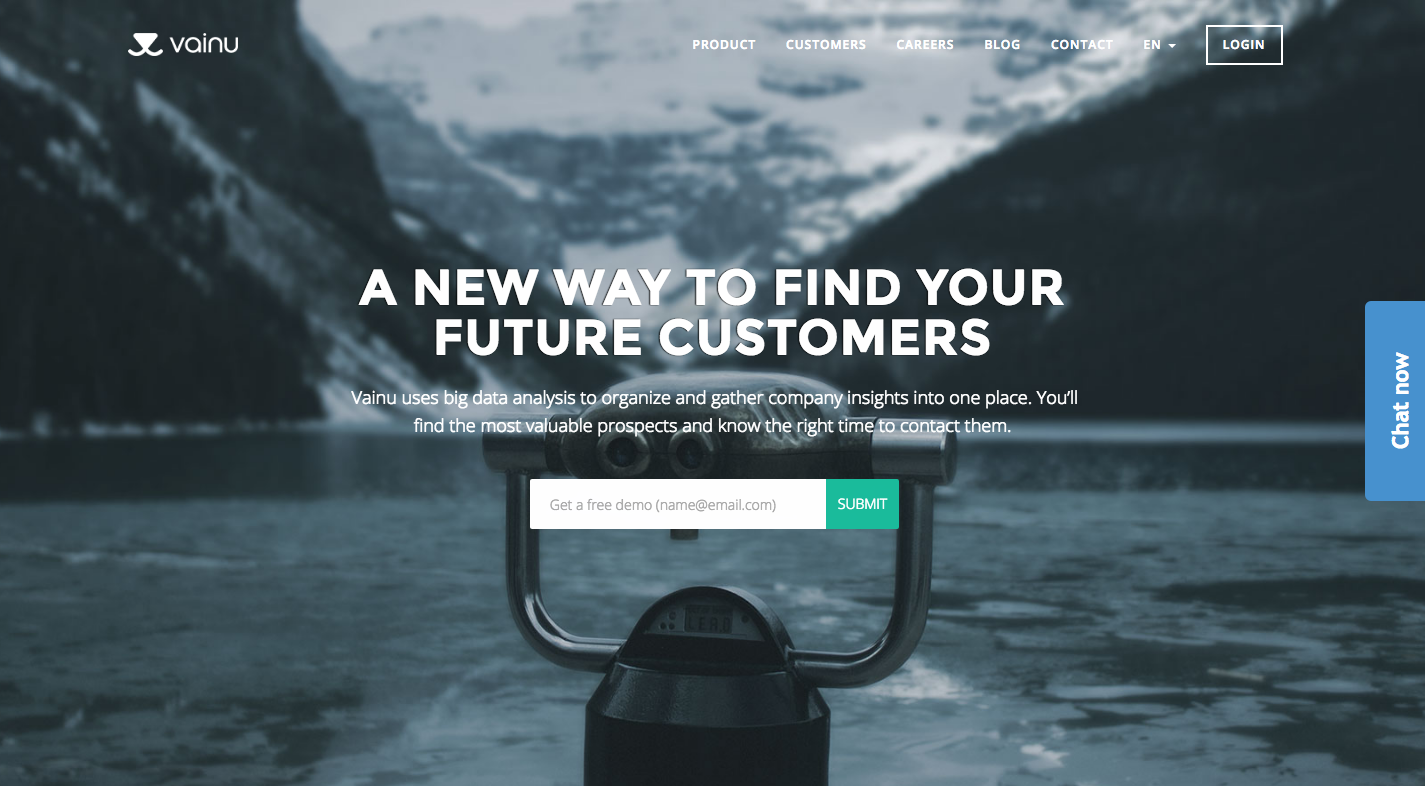 vainu
PRODUCT CUSTOMERS CAREERS BLOG CONTACT EN LOGIN
A NEW WAY TO FIND YOUR
FUTURE CUSTOMERS
Vainu uses big data analysis to organize and gather company insights into one place. You'll
find the most valuable prospects and know the right time to contact them.
Get a free demo (name@email.com) SUBMIT
Chat now
LEAD